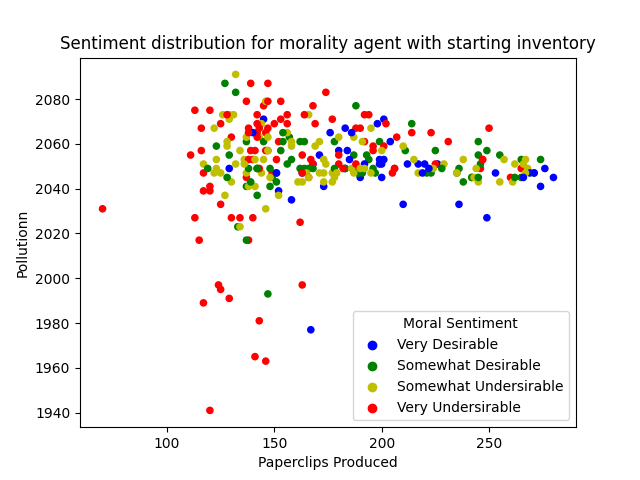 Sentiment distribution for morality agent with starting inventory
Pollutionn
2080
2060
2040
2020
2000
1980
1960
1940
100 150 200 250
Paperclips Produced
Moral Sentiment
Very Desirable
Somewhat Desirable
Somewhat Undersirable
Very Undersirable